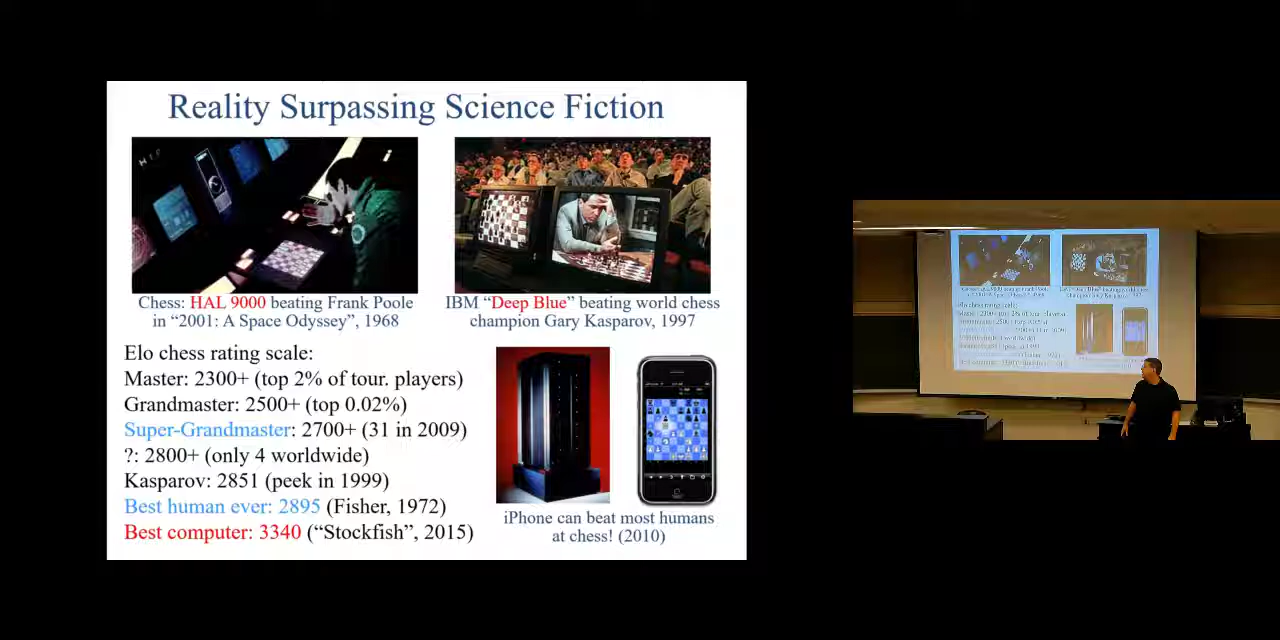 Reality Surpassing Science Fiction
Chess: HAL 9000 beating Frank Poole
in “2001: A Space Odyssey”, 1968
IBM “Deep Blue” beating world chess
champion Gary Kasparov, 1997
Elo chess rating scale:
Master: 2300+ (top 2% of tour. players)
Grandmaster: 2500+ (top 0.02%)
Super-Grandmaster: 2700+ (31 in 2009)
?: 2800+ (only 4 worldwide)
Kasparov: 2851 (peek in 1999)
Best human ever: 2895 (Fisher, 1972)
Best computer: 3340 (“Stockfish”, 2015)
iPhone can beat most humans
at chess! (2010)